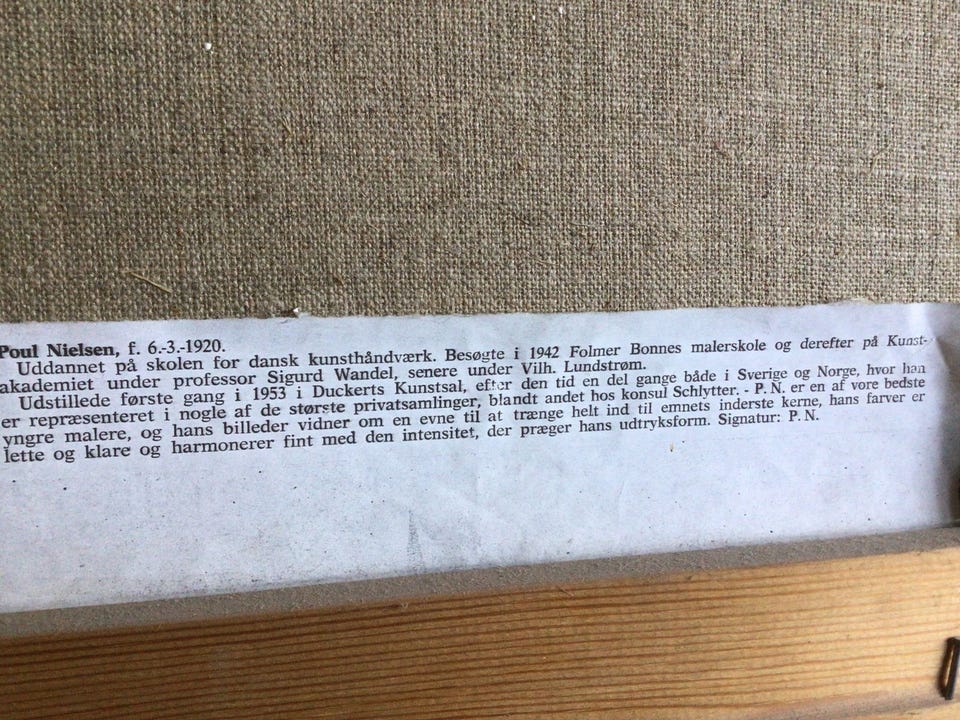 Poul Nielsen, f. 6.-3.-1920.
Uddannet på skolen for dansk kunsthåndværk. Besøgte i 1942 Folmer Bonnes malerskole og derefter på Kunst-
akademiet under professor Sigurd Wandel, senere under Vilh. Lundstrøm.
Udstillede første gang i 1953 i Duckerts Kunstsal, efter den tid en del gange både i Sverige og Norge, hvor han
er repræsenteret i nogle af de største privatsamlinger, blandt andet hos konsul Schlytter. - P. N. er en af vore bedste
yngre malere, og hans billeder vidner om en evne til at trænge helt ind til emnets inderste kerne, hans farver er
lette og klare og harmonerer fint med den intensitet, der præger hans udtryksform. Signatur: P. N.